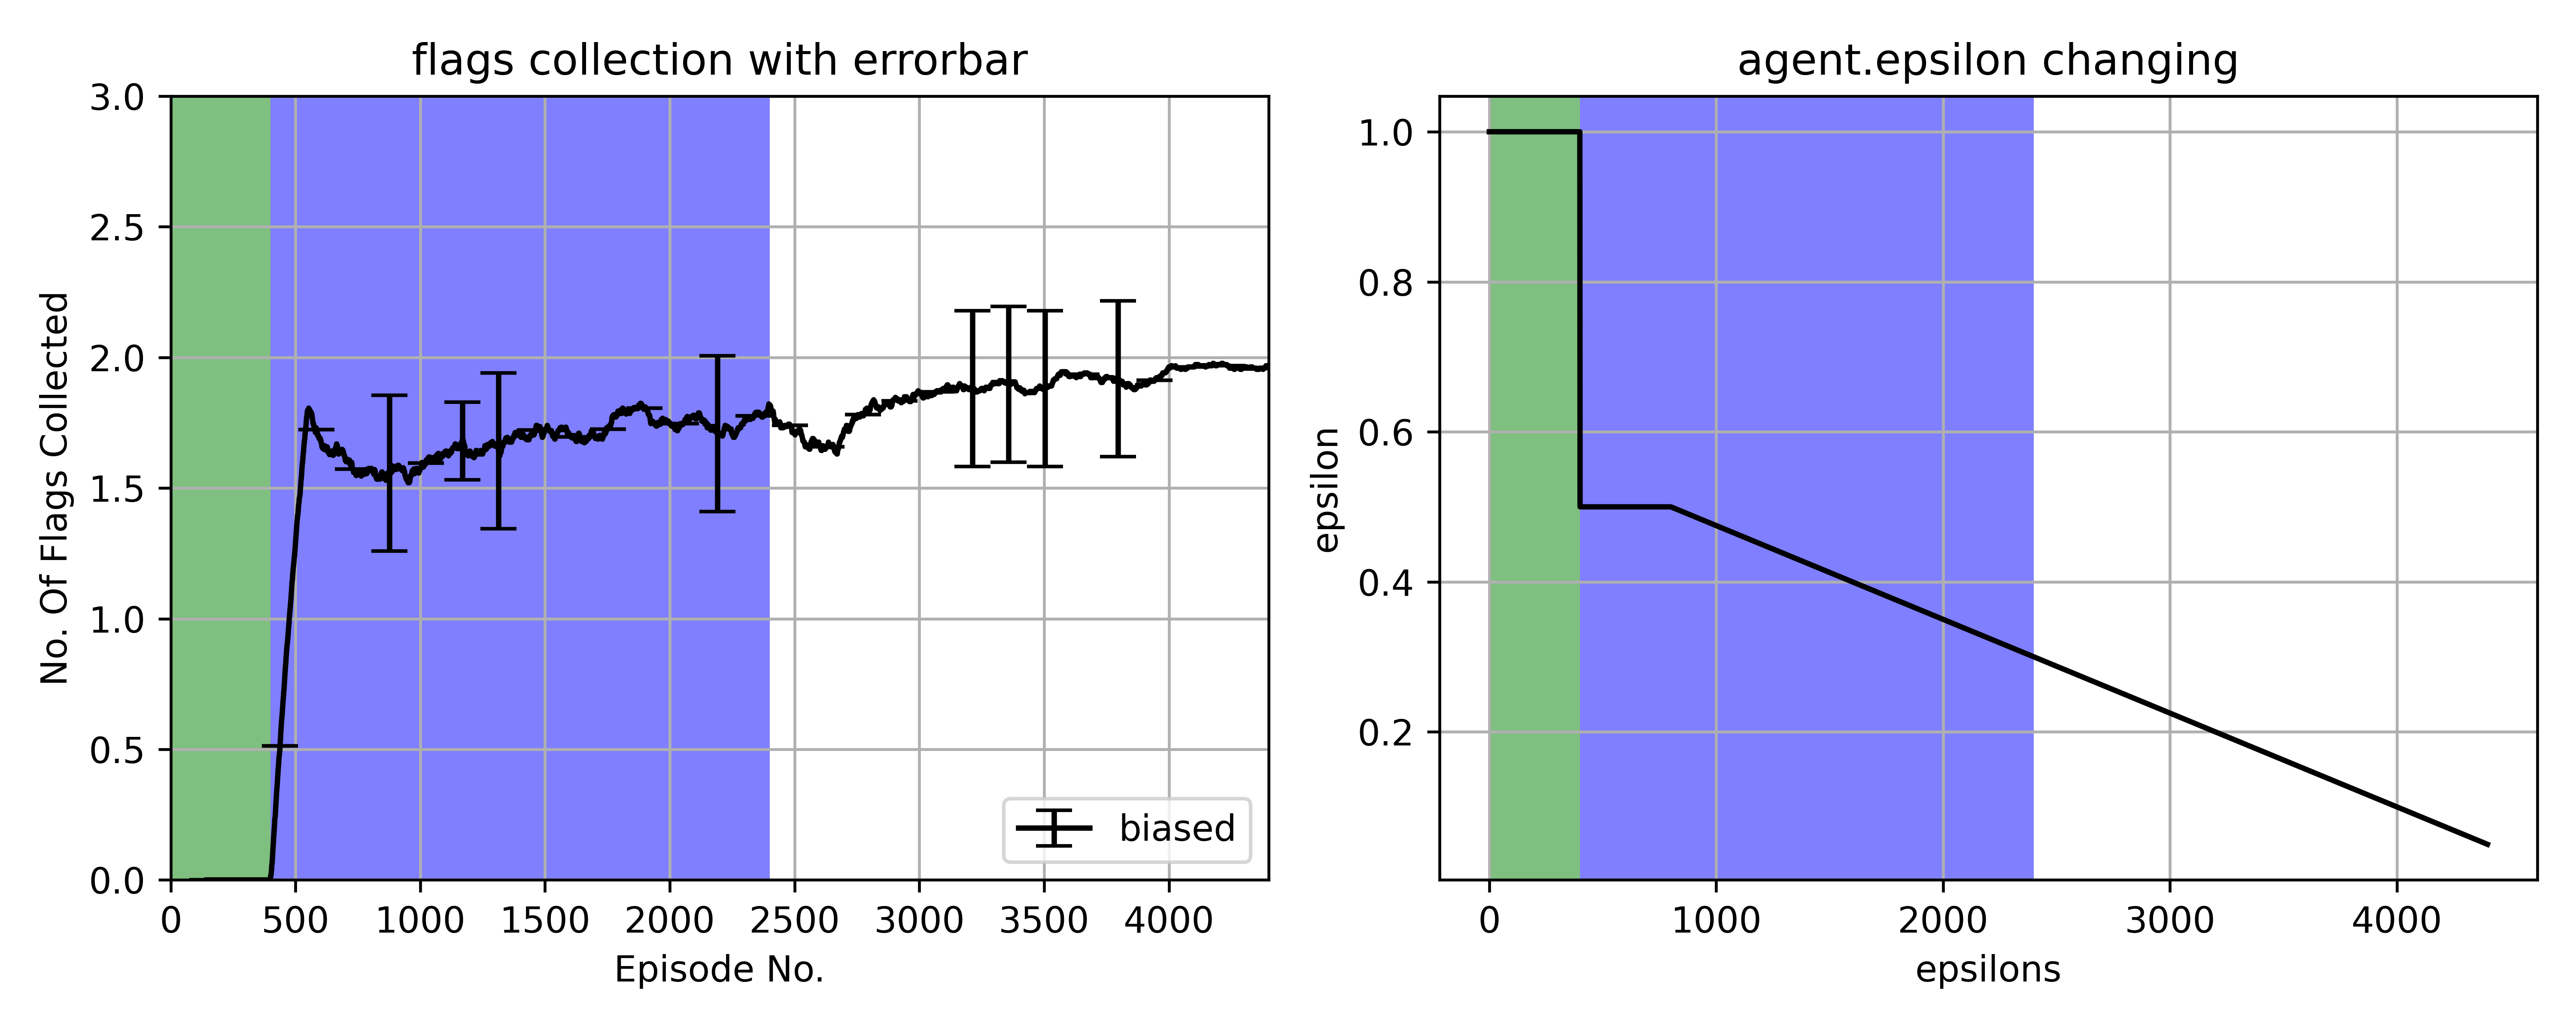 flags collection with errorbar
3.0
2.5
2.0
1.5
1.0
0.5
0.0
No. Of Flags Collected
0 500 1000 1500 2000 2500 3000 3500 4000
Episode No.
biased
agent.epsilon changing
1.0
0.8
0.6
0.4
0.2
epsilon
0 1000 2000 3000 4000
epsilons